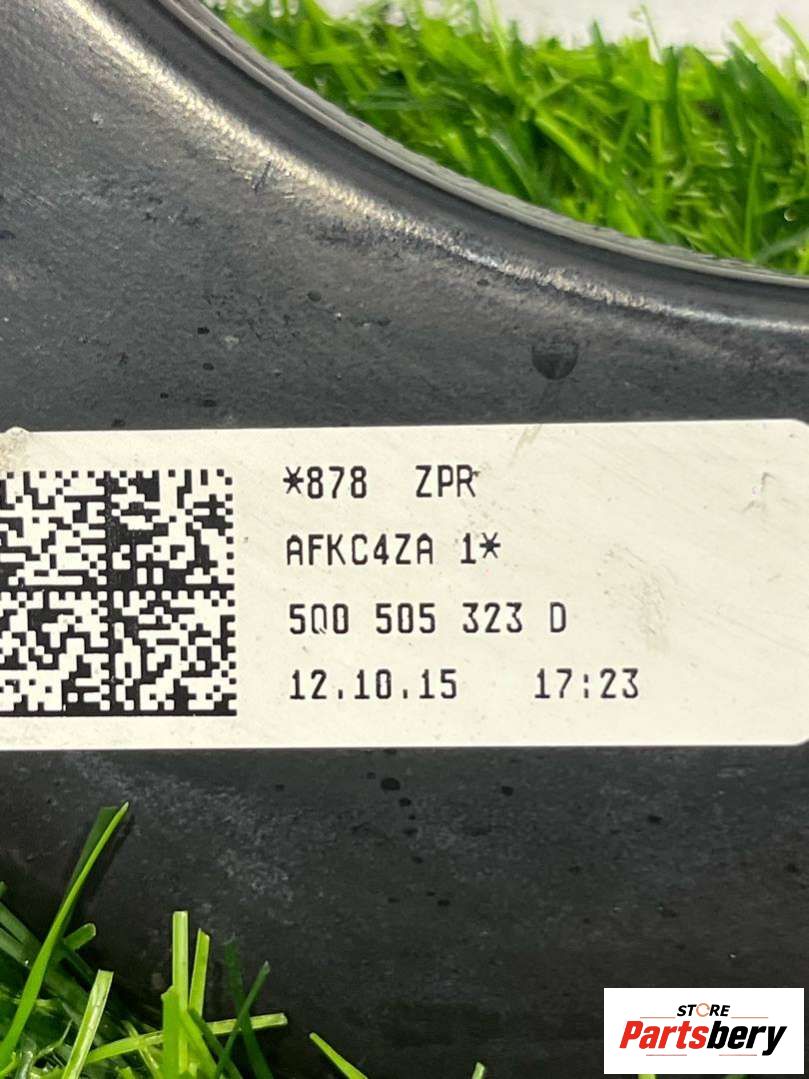 *878 ZPR
AFKC4ZA 1*
5Q0 505 323 D
12.10.15 17:23
STORE
Partsbery